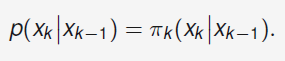 p(xₖ|xₖ₋₁) = πₖ(xₖ|xₖ₋₁).